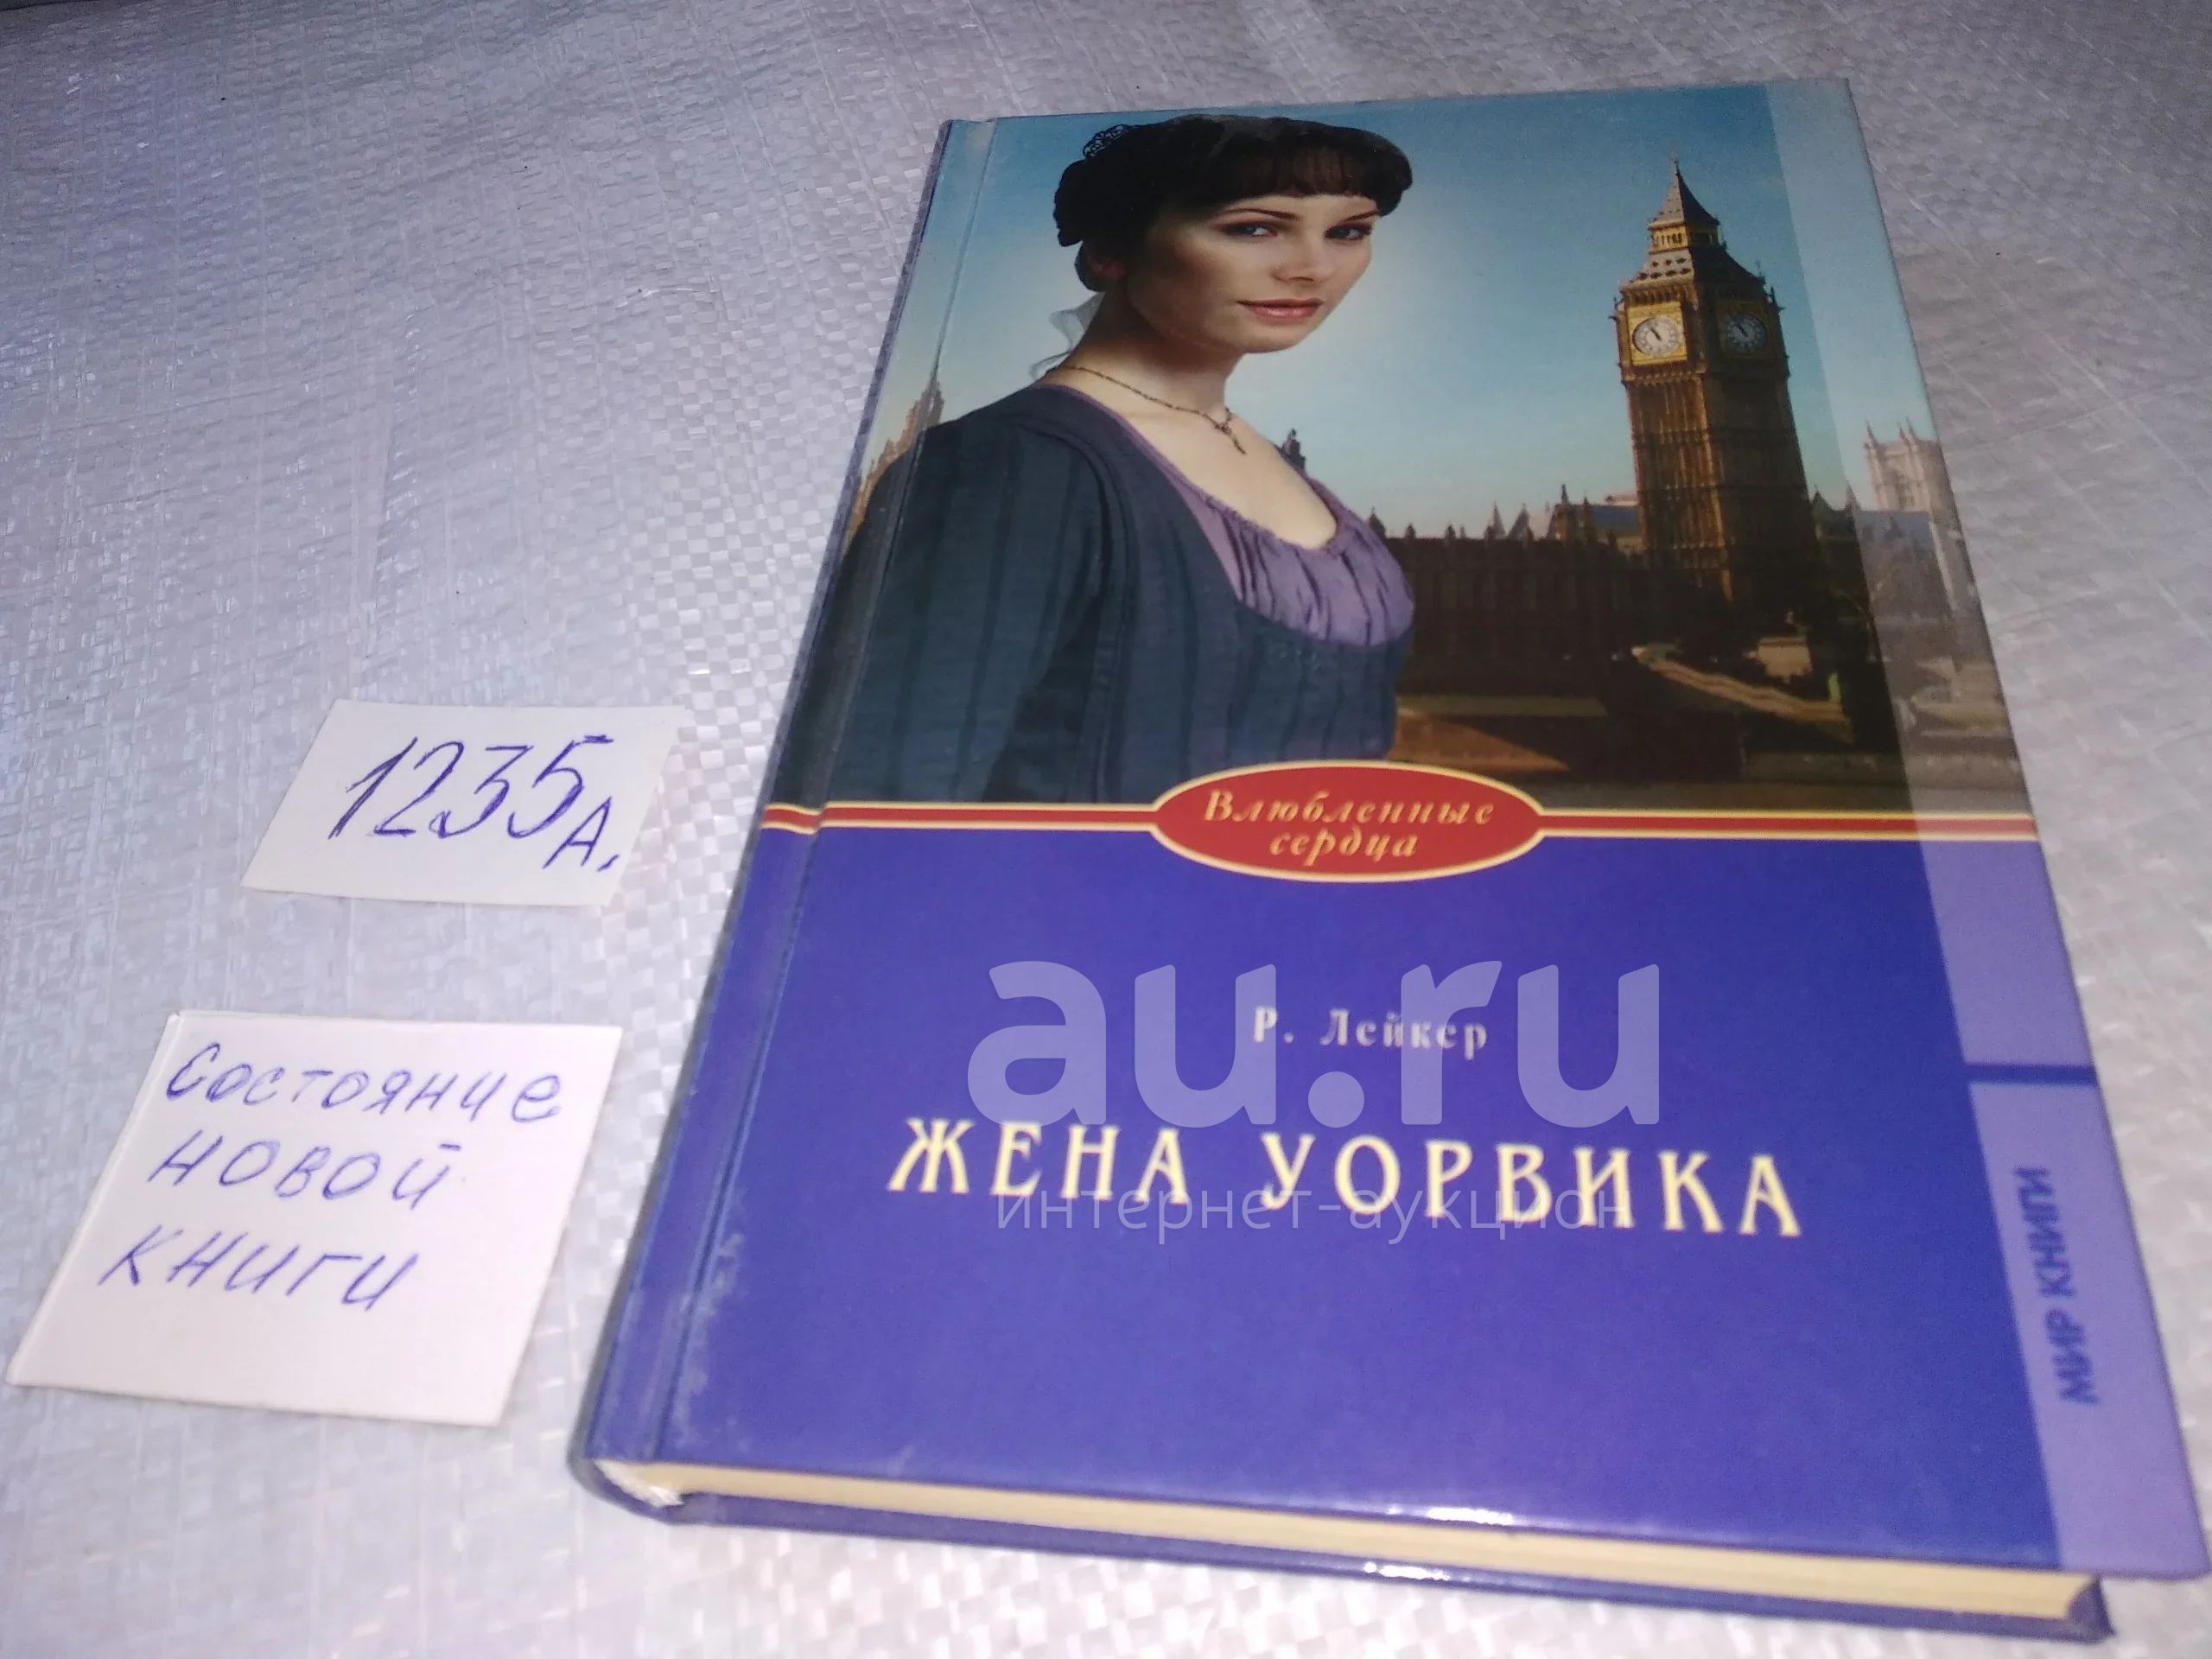 1235А.
Состояние
новой
книги
Влюбленные
сердца
Р. Лейкер
ЖЕНА УОРВИКА
МИР КНИГИ
au.ru
интернет-аукцион